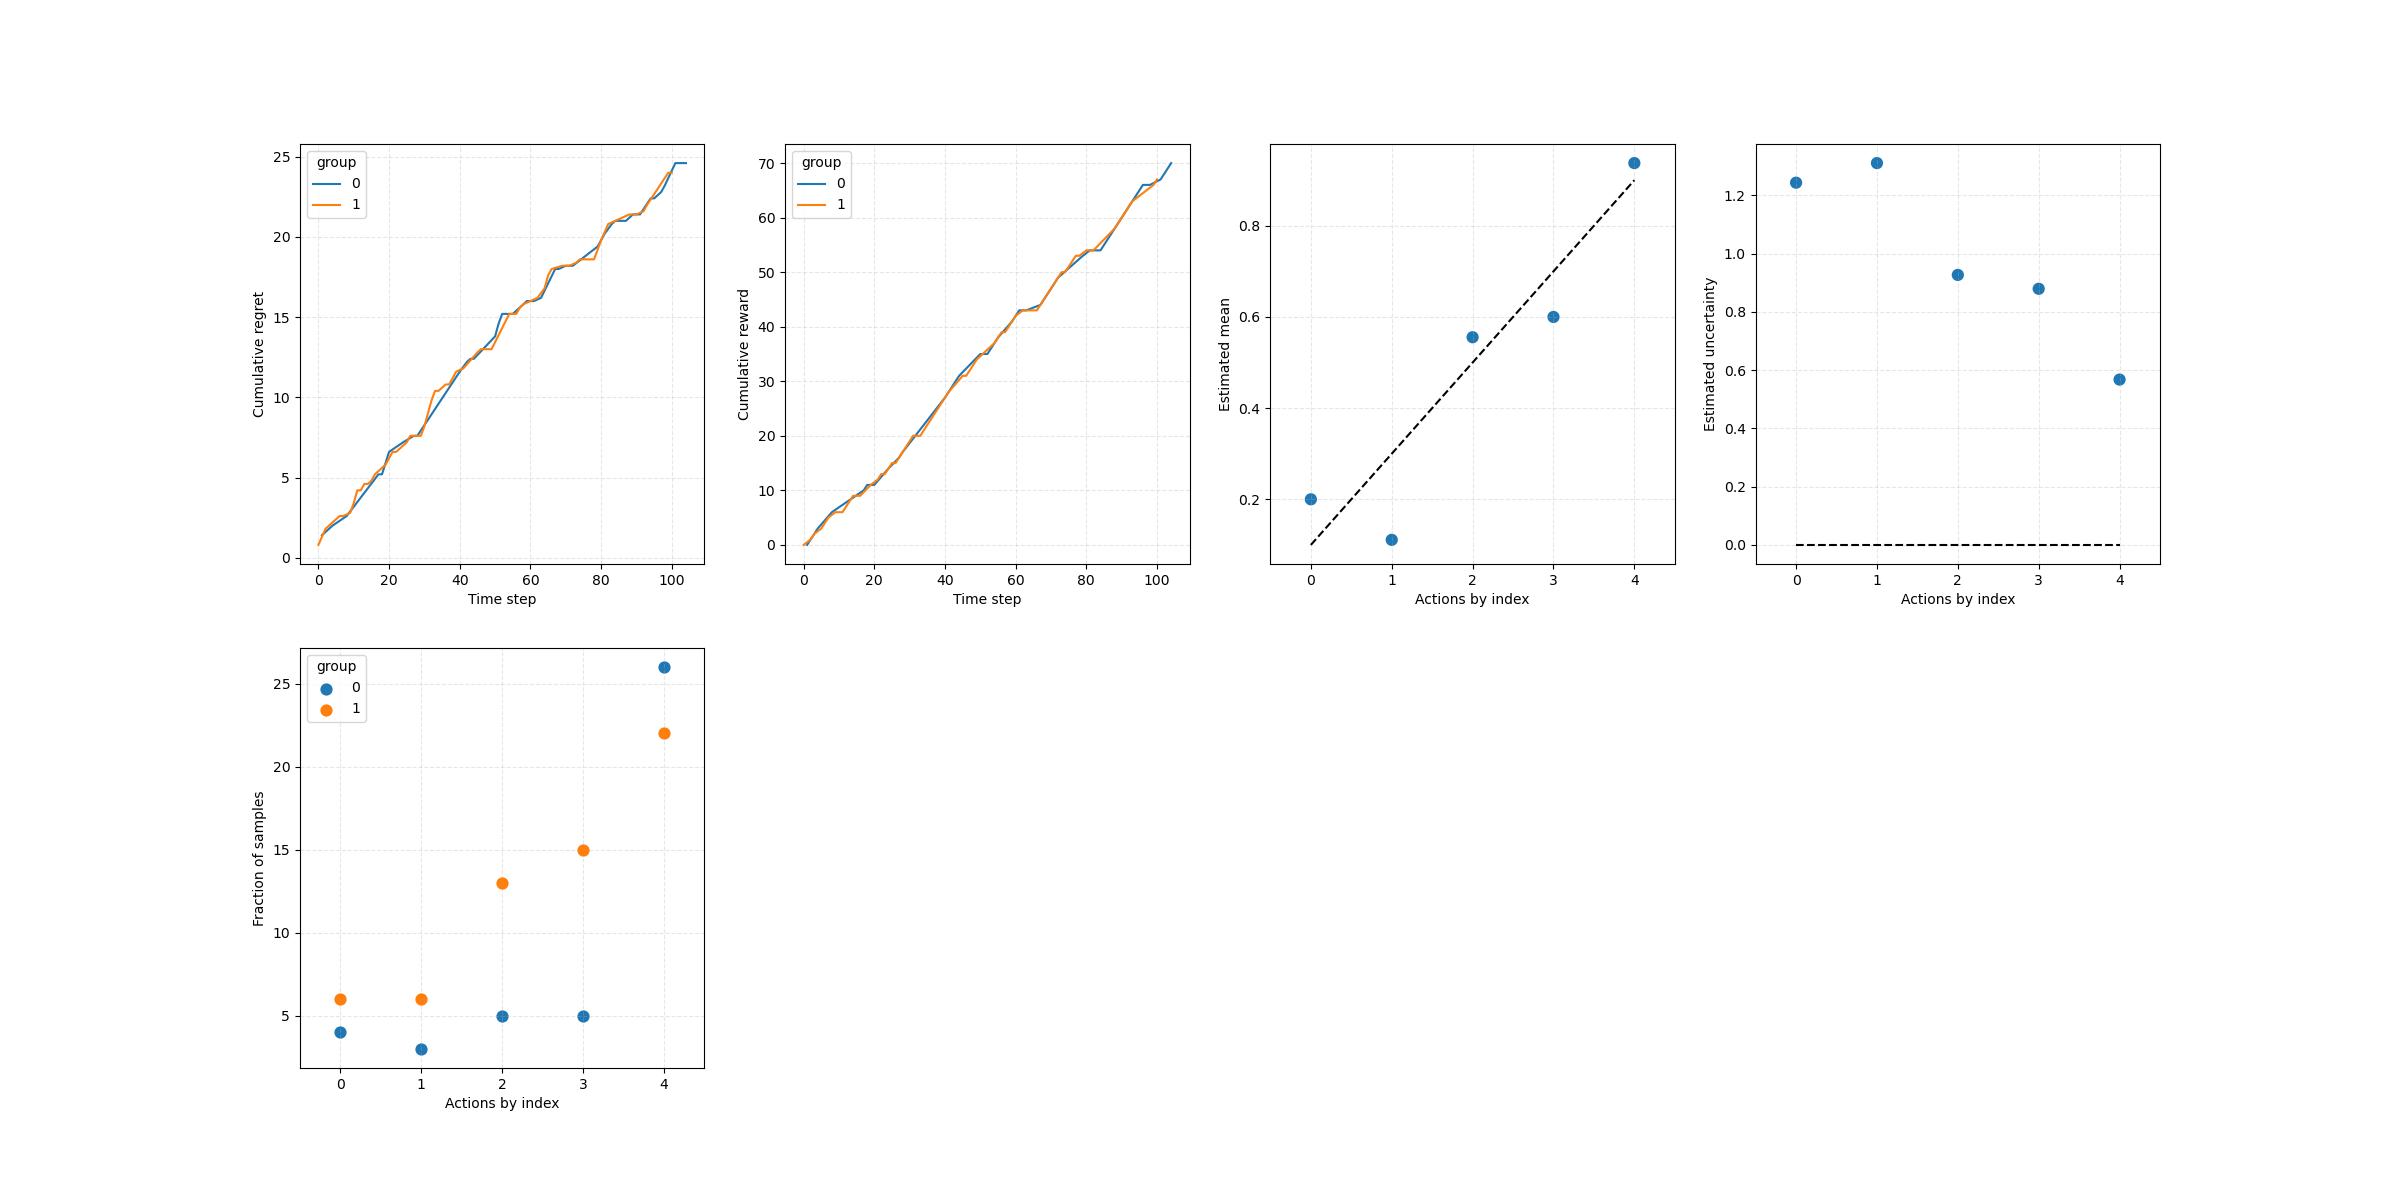 Cumulative regret
25
20
15
10
5
0
group
0
1
0 20 40 60 80 100
Time step
Cumulative reward
70
60
50
40
30
20
10
0
group
0
1
0 20 40 60 80 100
Time step
Estimated mean
0.8
0.6
0.4
0.2
0 1 2 3 4
Actions by index
Estimated uncertainty
1.2
1.0
0.8
0.6
0.4
0.2
0.0
0 1 2 3 4
Actions by index
Fraction of samples
25
20
15
10
5
group
0
1
0 1 2 3 4
Actions by index